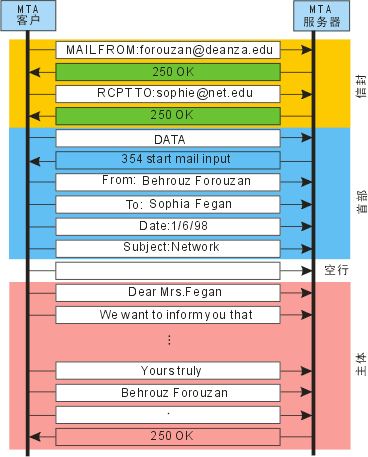 MTA
客户
MTA
服务器
MAILFROM:forouzan@deanza.edu
250 OK
RCPTTO:sophie@net.edu
250 OK
信封
DATA
354 start mail input
From: Behrouz Forouzan
To: Sophia Fegan
Date:1/6/98
Subject:Network
首部
空行
Dear Mrs.Fegan
We want to inform you that
⋮
Yours truly
Behrouz Forouzan
.
250 OK
主体